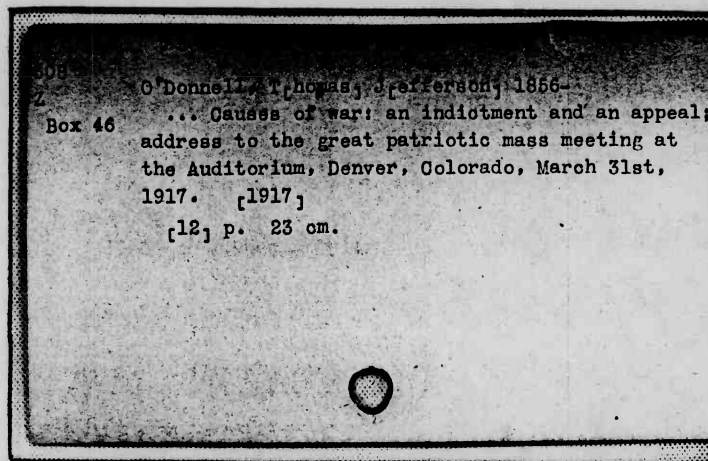 308
Z
Box 46
O'Donnell, T[homas] J[efferson] 1856-
... Causes of war: an indictment and an appeal;
address to the great patriotic mass meeting at
the Auditorium, Denver, Colorado, March 31st,
1917. [1917]
[12] p. 23 cm.